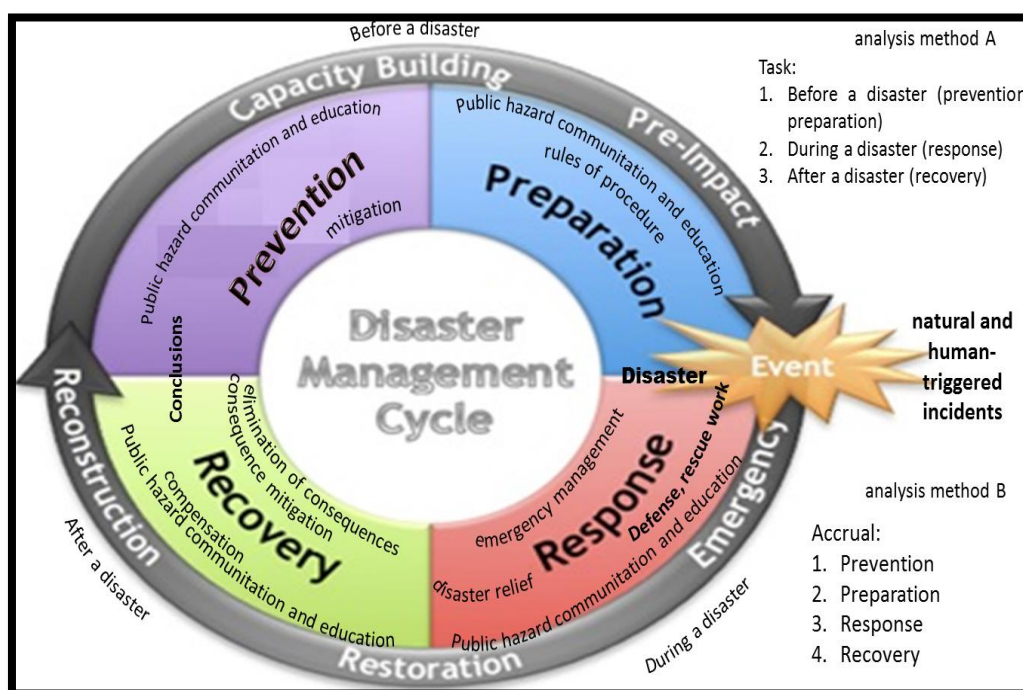 Before a disaster
Capacity Building
Pre-Impact
Public hazard communitation and education
Prevention
mitigation
Public hazard communitation and education
rules of procedure
Preparation
Disaster
Management
Cycle
Conclusions
Disaster
Event
natural and
human-
triggered
incidents
Reconstruction
Recovery
elimination of consequences
consequence mitigation
compensation
Public hazard communitation and education
After a disaster
Restoration
emergency management
Response
Defense, rescue work
disaster relief
Public hazard communitation and education
Emergency
During a disaster
analysis method A
Task:
1. Before a disaster (prevention
preparation)
2. During a disaster (response)
3. After a disaster (recovery)
analysis method B
Accrual:
1. Prevention
2. Preparation
3. Response
4. Recovery